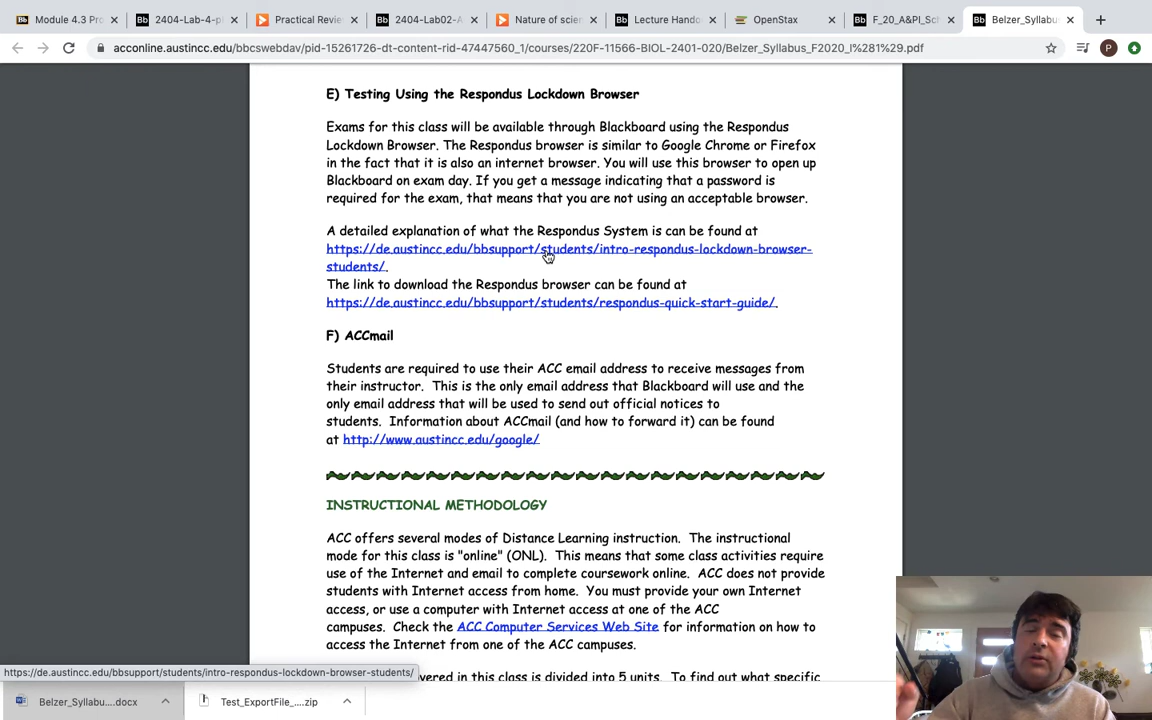 Module 4.3 Pro
2404-Lab-4-p
Practical Revie
2404-Lab02-A
Nature of scien
Lecture Hando
OpenStax
F_20_A&PI_Sc
Belzer_Syllabus
acconline.austincc.edu/bbcswebdav/pid-15261726-dt-content-rid-47447560_1/courses/220F-11566-BIOL-2401-020/Belzer_Syllabus_F2020_I%281%29.pdf
P
E) Testing Using the Respondus Lockdown Browser
Exams for this class will be available through Blackboard using the Respondus
Lockdown Browser. The Respondus browser is similar to Google Chrome or Firefox
in the fact that it is also an internet browser. You will use this browser to open up
Blackboard on exam day. If you get a message indicating that a password is
required for the exam, that means that you are not using an acceptable browser.
A detailed explanation of what the Respondus System is can be found at
https://de.austincc.edu/bbsupport/students/intro-respondus-lockdown-browser-
students/.
The link to download the Respondus browser can be found at
https://de.austincc.edu/bbsupport/students/respondus-quick-start-guide/.
F) ACCmail
Students are required to use their ACC email address to receive messages from
their instructor. This is the only email address that Blackboard will use and the
only email address that will be used to send out official notices to
students. Information about ACCmail (and how to forward it) can be found
at http://www.austincc.edu/google/
INSTRUCTIONAL METHODOLOGY
ACC offers several modes of Distance Learning instruction. The instructional
mode for this class is "online" (ONL). This means that some class activities require
use of the Internet and email to complete coursework online. ACC does not provide
students with Internet access from home. You must provide your own Internet
access, or use a computer with Internet access at one of the ACC
campuses. Check the ACC Computer Services Web Site for information on how to
access the Internet from one of the ACC campuses.
https://de.austincc.edu/bbsupport/students/intro-respondus-lockdown-browser-students/
vered in this class is divided into 5 units. To find out what specific
Belzer_Syllabu....docx
Test_ExportFile_....zip